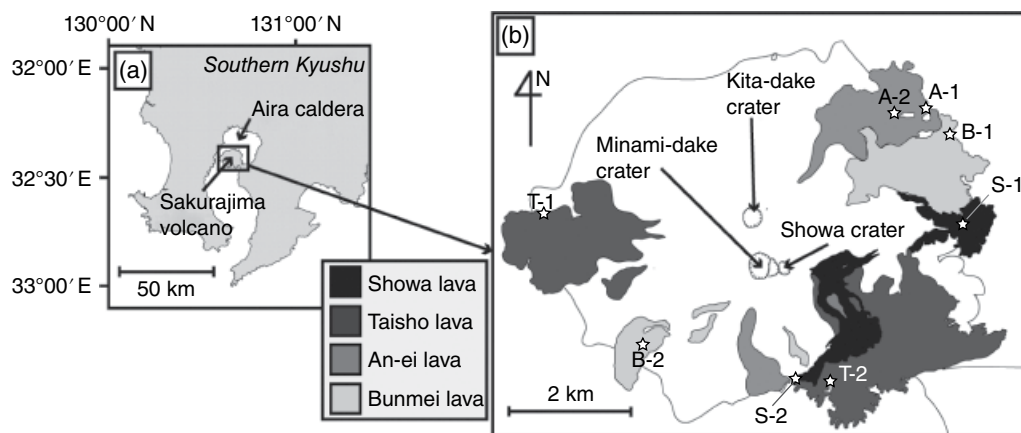 130°00′ N
131°00′ N
32°00′ E
32°30′ E
33°00′ E
(a)
Southern Kyushu
Aira caldera
Sakurajima
volcano
50 km
Showa lava
Taisho lava
An-ei lava
Bunmei lava
(b)
N
Kita-dake
crater
Minami-dake
crater
Showa crater
A-2
A-1
B-1
S-1
T-1
B-2
S-2
T-2
2 km